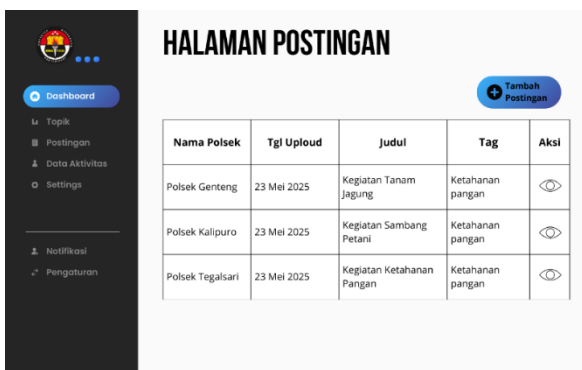 HALAMAN POSTINGAN
Dashboard
Topik
Postingan
Data Aktivitas
Settings
Notifikasi
Pengaturan
Tambah
Postingan
Nama Polsek Tgl Uploud Judul Tag Aksi
Polsek Genteng 23 Mei 2025 Kegiatan Tanam Jagung Ketahanan pangan
Polsek Kalipuro 23 Mei 2025 Kegiatan Sambang Petani Ketahanan pangan
Polsek Tegalsari 23 Mei 2025 Kegiatan Ketahanan Pangan Ketahanan pangan